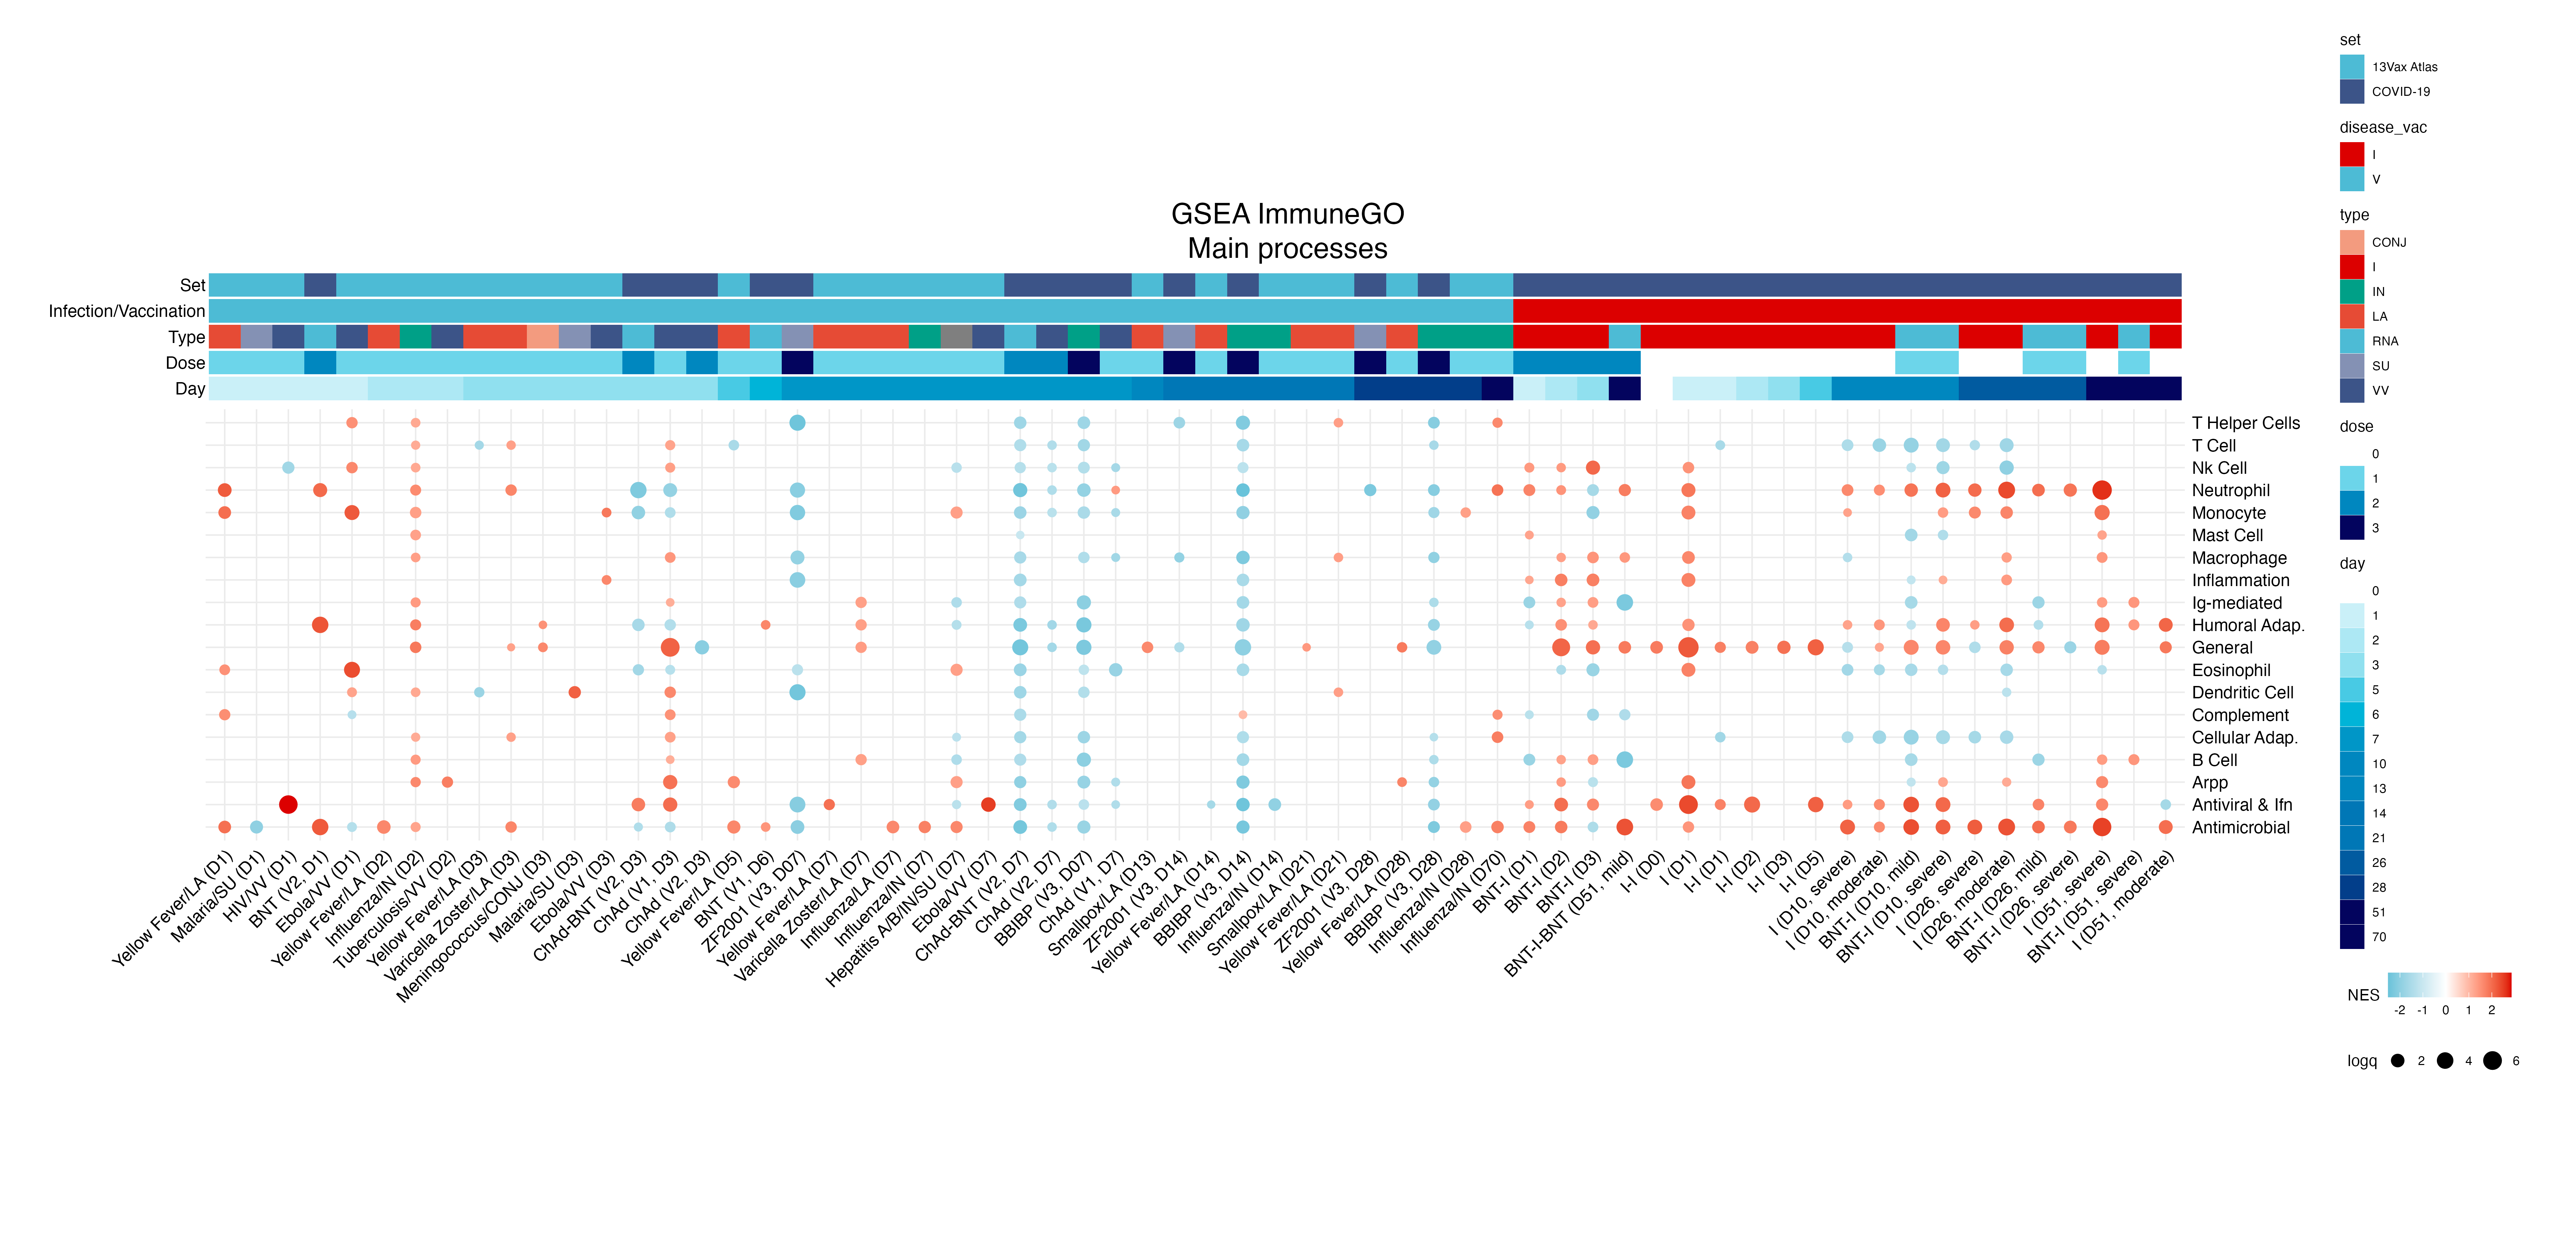 GSEA ImmuneGO
Main processes
Set
Infection/Vaccination
Type
Dose
Day
T Helper Cells
T Cell
Nk Cell
Neutrophil
Monocyte
Mast Cell
Macrophage
Inflammation
Ig-mediated
Humoral Adap.
General
Eosinophil
Dendritic Cell
Complement
Cellular Adap.
B Cell
Arpp
Antiviral & Ifn
Antimicrobial
Yellow Fever/LA (D1)
Malaria/SU (D1)
HIV/VV (D1)
BNT (V2, D1)
Ebola/VV (D1)
Yellow Fever/LA (D2)
Influenza/IN (D2)
Tuberculosis/VV (D2)
Yellow Fever/LA (D3)
Varicella Zoster/LA (D3)
Meningococcus/CONJ (D3)
Malaria/SU (D3)
Ebola/VV (D3)
ChAd-BNT (V2, D3)
ChAd (V1, D3)
ChAd (V2, D3)
Yellow Fever/LA (D5)
BNT (V1, D6)
ZF2001 (V3, D07)
Yellow Fever/LA (D7)
Varicella Zoster/LA (D7)
Influenza/LA (D7)
Influenza/IN (D7)
Hepatitis A/B/IN/SU (D7)
Ebola/VV (D7)
ChAd-BNT (V2, D7)
ChAd (V2, D7)
BBIBP (V3, D07)
ChAd (V1, D7)
Smallpox/LA (D13)
ZF2001 (V3, D14)
Yellow Fever/LA (D14)
BBIBP (V3, D14)
Influenza/IN (D14)
Smallpox/LA (D21)
Yellow Fever/LA (D21)
ZF2001 (V3, D28)
Yellow Fever/LA (D28)
BBIBP (V3, D28)
Influenza/IN (D28)
Influenza/IN (D70)
BNT-I (D1)
BNT-I (D2)
BNT-I (D3)
BNT-I-BNT (D51, mild)
I-I (D0)
I (D1)
I-I (D1)
I-I (D2)
I-I (D3)
I-I (D5)
I (D10, severe)
I (D10, moderate)
BNT-I (D10, mild)
BNT-I (D10, severe)
I (D26, severe)
I (D26, moderate)
BNT-I (D26, mild)
BNT-I (D26, severe)
I (D51, severe)
BNT-I (D51, severe)
I (D51, moderate)
set
13Vax Atlas
COVID-19
disease_vac
I
V
type
CONJ
I
IN
LA
RNA
SU
VV
dose
0
1
2
3
day
0
1
2
3
5
6
7
10
13
14
21
26
28
51
70
NES
-2 -1 0 1 2
logq 2 4 6